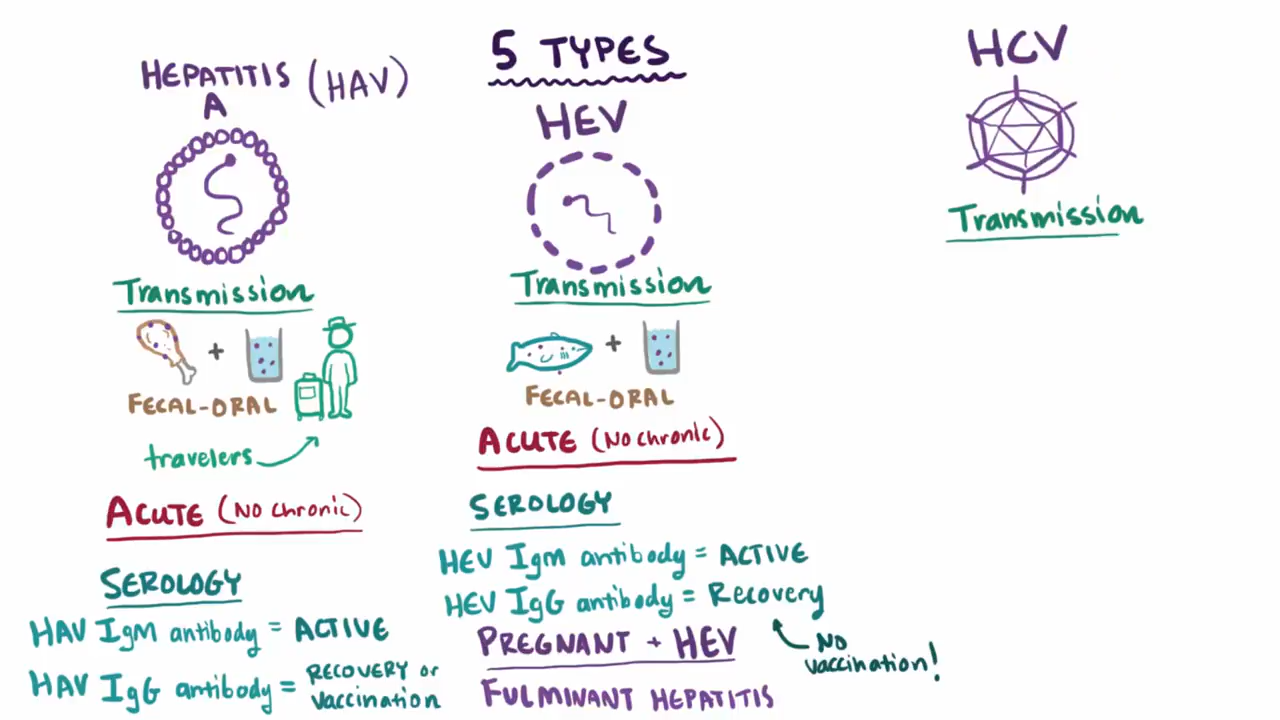 5 TYPES
HEPATITIS (HAV)
A
Transmission
+
FECAL-ORAL
travelers
ACUTE (No chronic)
SEROLOGY
HAV IgM antibody = ACTIVE
HAV IgG antibody = RECOVERY or
vaccination
HEV
Transmission
+
FECAL-ORAL
ACUTE (No chronic)
SEROLOGY
HEV IgM antibody = ACTIVE
HEV IgG antibody = Recovery
No
vaccination!
PREGNANT + HEV
FULMINANT HEPATITIS
HCV
Transmission